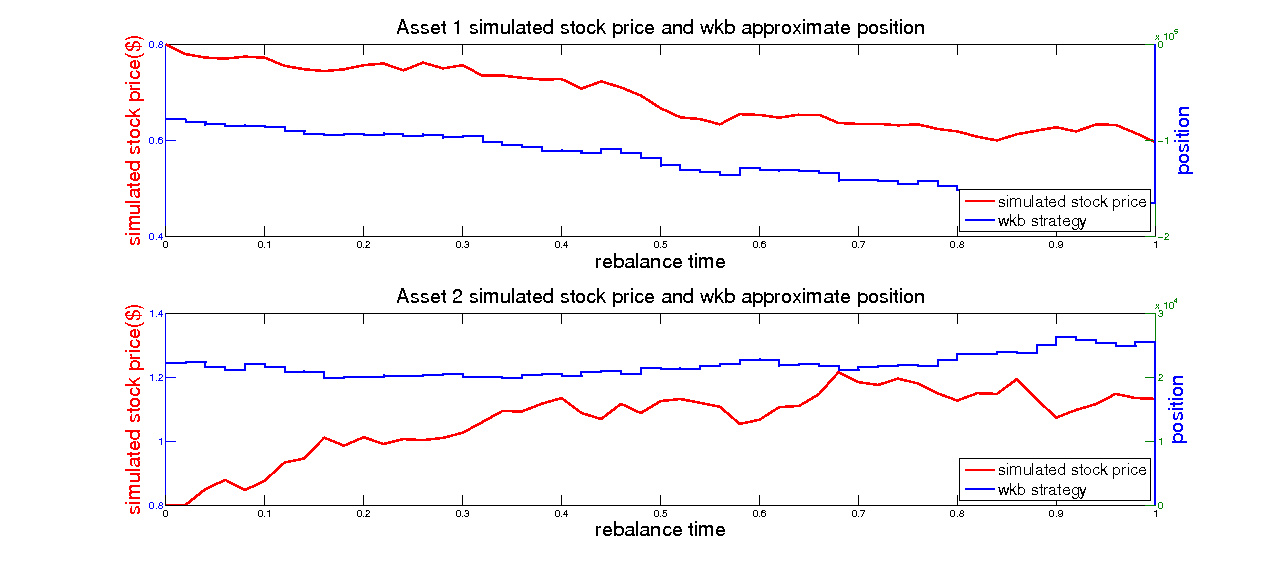 Asset 1 simulated stock price and wkb approximate position
x 10^5
0.8
0.6
0.4
simulated stock price($)
0
-1
-2
position
simulated stock price
wkb strategy
0 0.1 0.2 0.3 0.4 0.5 0.6 0.7 0.8 0.9 1
rebalance time
Asset 2 simulated stock price and wkb approximate position
x 10^4
1.4
1.2
1
0.8
simulated stock price($)
3
2
1
0
position
simulated stock price
wkb strategy
0 0.1 0.2 0.3 0.4 0.5 0.6 0.7 0.8 0.9 1
rebalance time